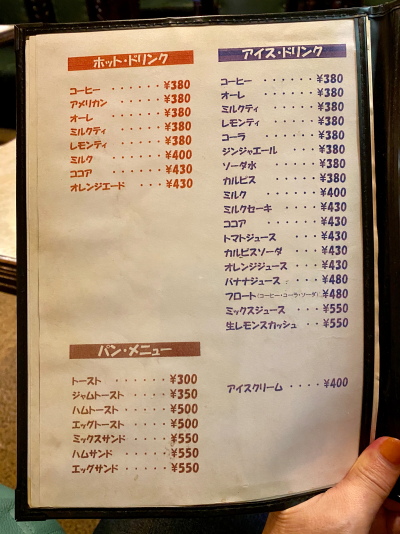 ホット・ドリンク
コーヒー ・・・・・・ ¥380
アメリカン ・・・・・ ¥380
オーレ ・・・・・・ ¥380
ミルクティ ・・・・・ ¥380
レモンティ ・・・・・ ¥380
ミルク ・・・・・・ ¥400
ココア ・・・・・・ ¥430
オレンジエード ・・・・ ¥430
パン・メニュー
トースト ・・・・・・ ¥300
ジャムトースト ・・・・ ¥350
ハムトースト ・・・・・ ¥500
エッグトースト ・・・・ ¥500
ミックスサンド ・・・・ ¥550
ハムサンド ・・・・・ ¥550
エッグサンド ・・・・・ ¥550
アイス・ドリンク
コーヒー ・・・・・・ ¥380
オーレ ・・・・・・ ¥380
ミルクティ ・・・・・ ¥380
レモンティ ・・・・・ ¥380
コーラ ・・・・・・ ¥380
ジンジャエール ・・・・ ¥380
ソーダ水 ・・・・・ ¥380
カルピス ・・・・・・ ¥380
ミルク ・・・・・・ ¥400
ミルクセーキ ・・・・ ¥430
ココア ・・・・・・ ¥430
トマトジュース ・・・ ¥430
カルピスソーダ ・・・ ¥430
オレンジジュース ・・・ ¥430
バナナジュース ・・・ ¥480
フロート(コーヒー・コーラ・ソーダ) ¥480
ミックスジュース ・・・ ¥550
生レモンスカッシュ ・・ ¥550
アイスクリーム ・・・・ ¥400